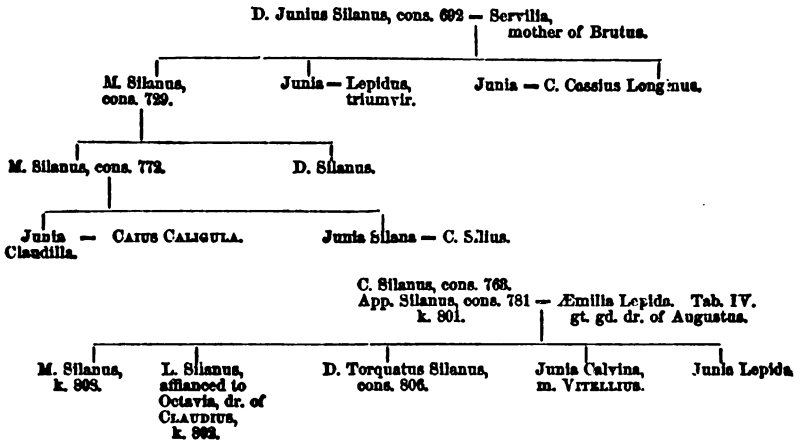 D. Junius Silanus, cons. 692 — Servilia,
mother of Brutus.
M. Silanus,
cons. 729.
Junia — Lepidus,
triumvir.
Junia — C. Cassius Longinus.
M. Silanus, cons. 772.
D. Silanus.
Junia — CAIUS CALIGULA.
Claudilla.
Junia Silana — C. Silius.
C. Silanus, cons. 763.
App. Silanus, cons. 781 — Æmilia Lepida. Tab. IV.
k. 801.
gt. gd. dr. of Augustus.
M. Silanus,
k. 808.
L. Silanus,
affianced to
Octavia, dr. of
CLAUDIUS,
k. 802.
D. Torquatus Silanus,
cons. 806.
Junia Calvina,
m. VITELLIUS.
Junia Lepida